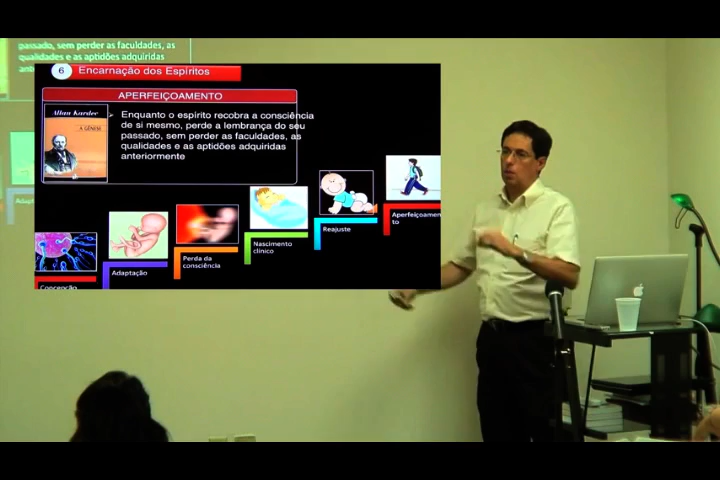 passado, sem perder as faculdades, as
qualidades e as aptidões adquiridas
6 Encarnação dos Espíritos
APERFEIÇOAMENTO
Allan Kardec
A GÊNESE
Enquanto o espírito recobra a consciência
de si mesmo, perde a lembrança do seu
passado, sem perder as faculdades, as
qualidades e as aptidões adquiridas
anteriormente
Concepção
Adaptação
Perda da
consciência
Nascimento
clínico
Reajuste
Aperfeiçoamen
to